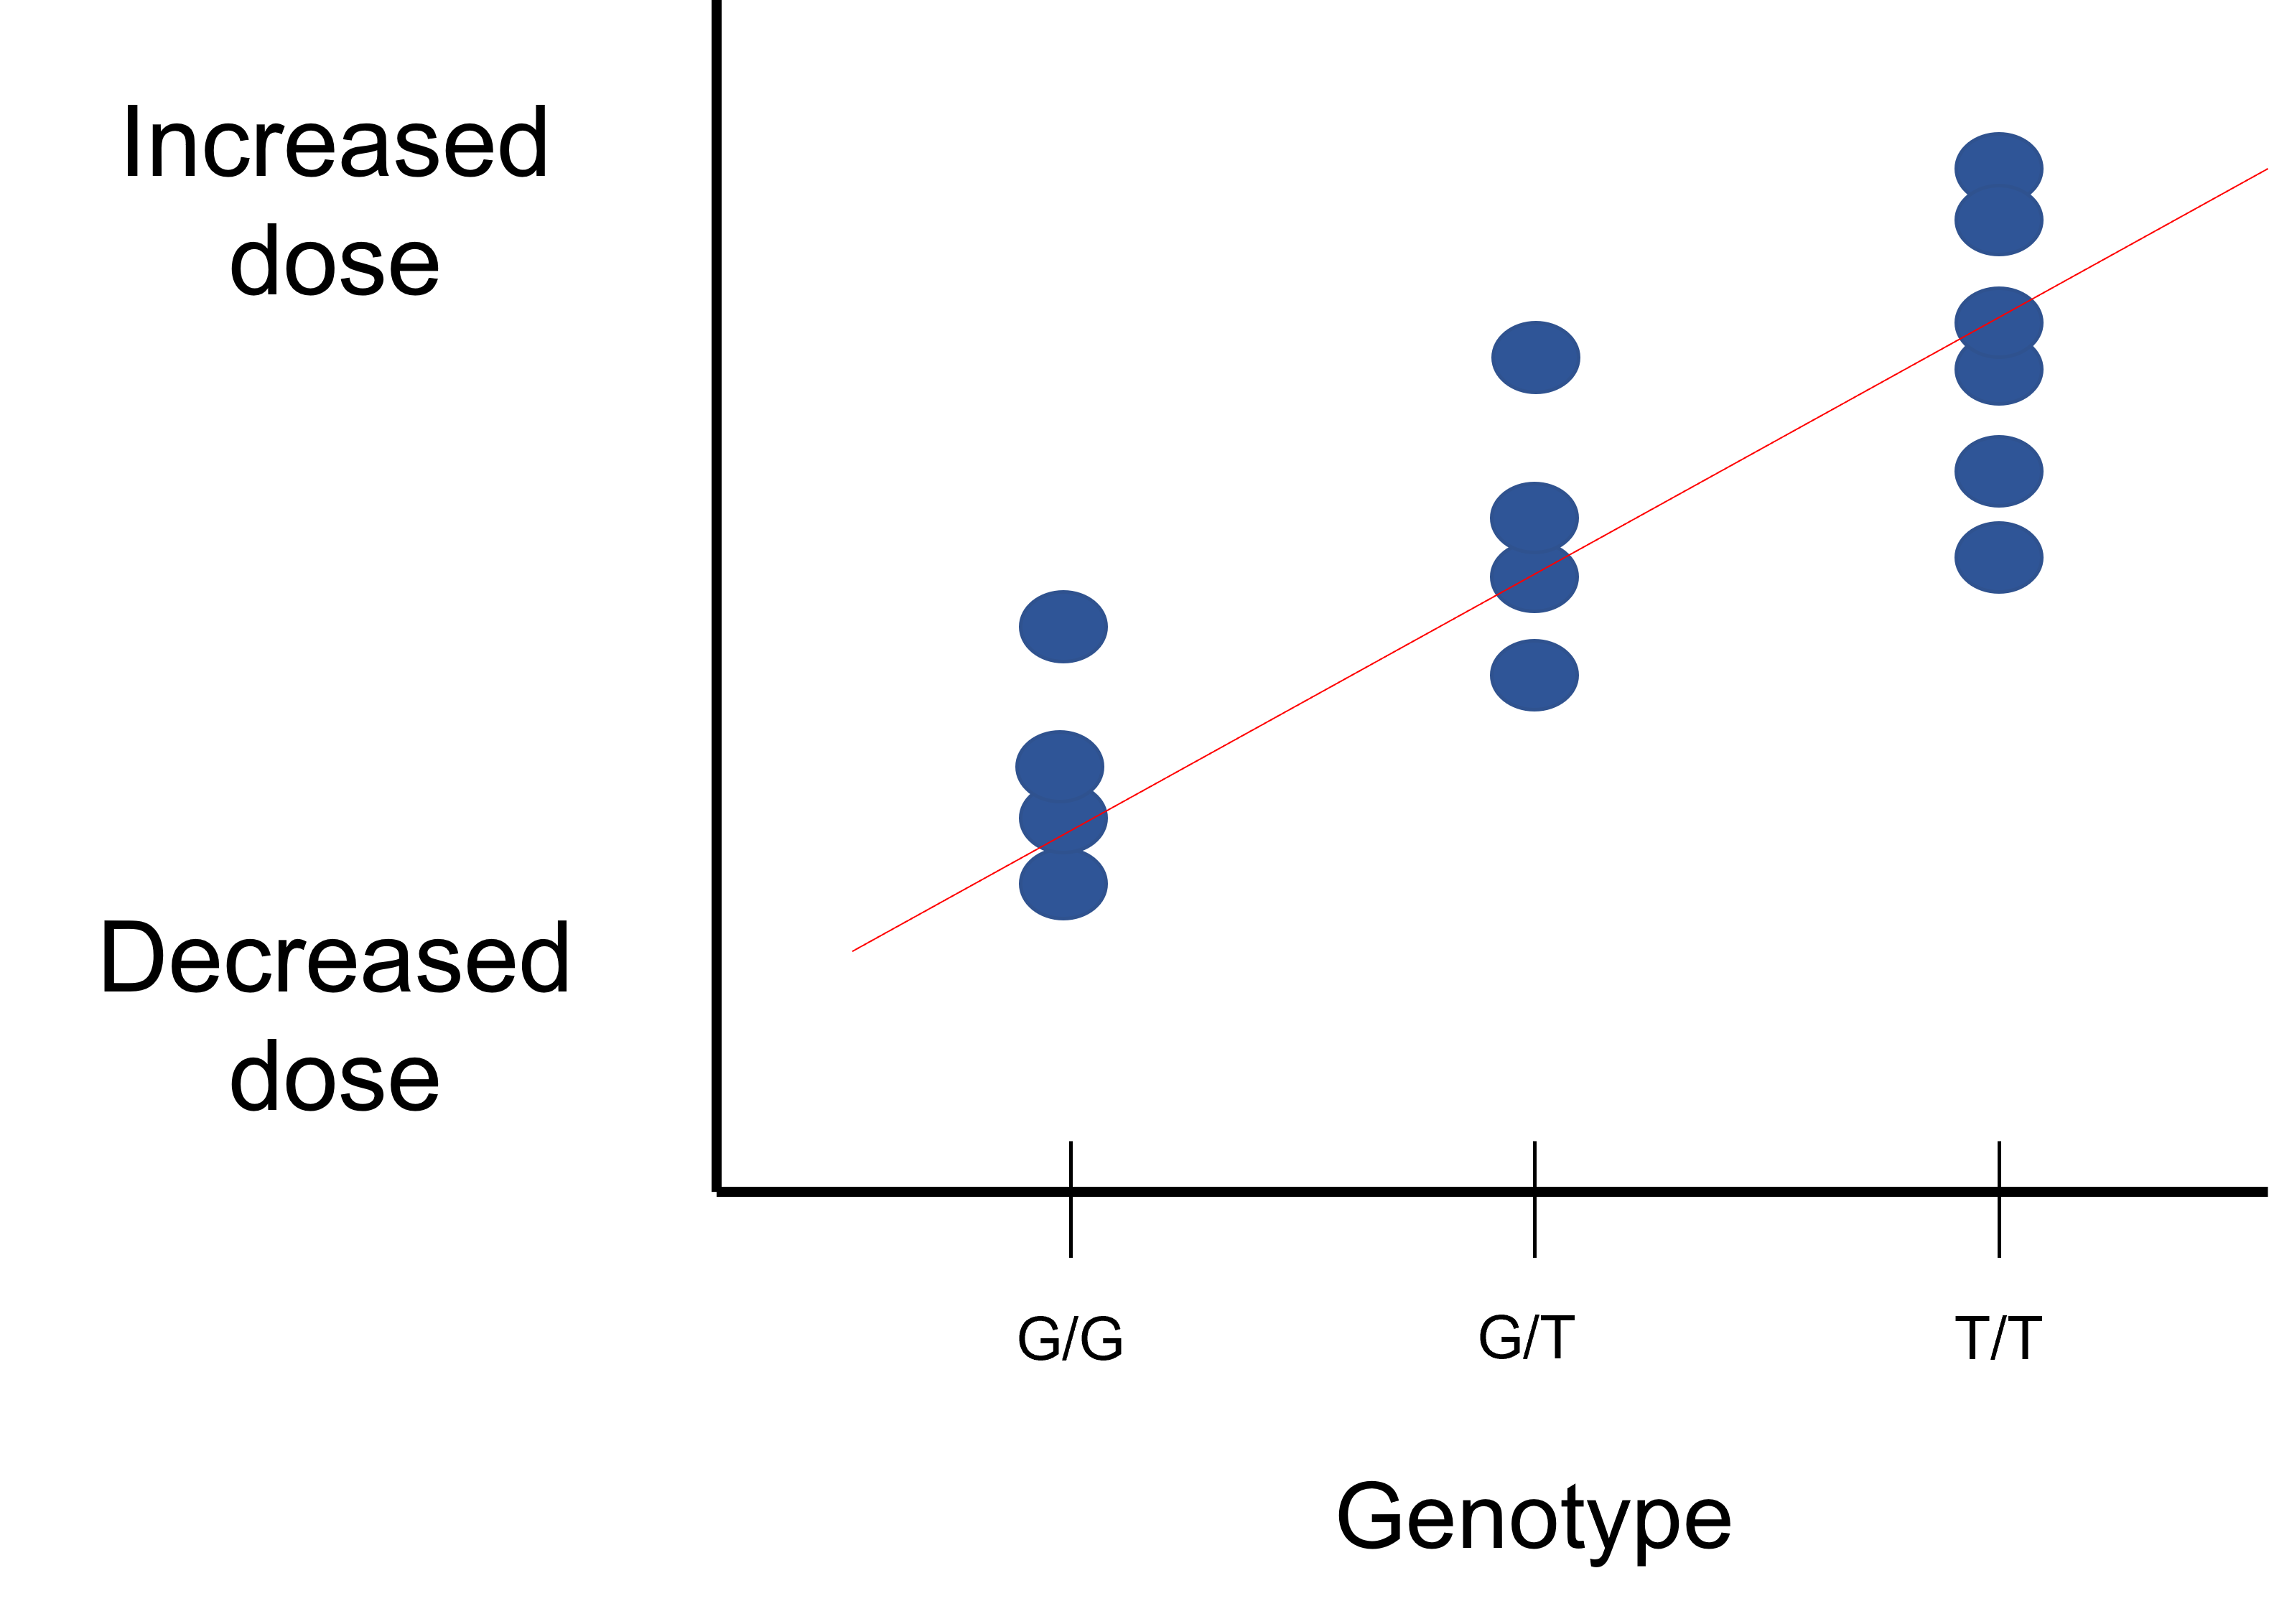 Increased
dose
Decreased
dose
G/G
G/T
T/T
Genotype